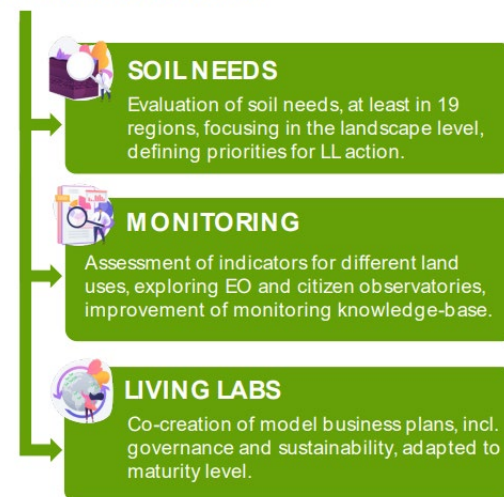 SOIL NEEDS
Evaluation of soil needs, at least in 19
regions, focusing in the landscape level,
defining priorities for LL action.
MONITORING
Assessment of indicators for different land
uses, exploring EO and citizen observatories,
improvement of monitoring knowledge-base.
LIVING LABS
Co-creation of model business plans, incl.
governance and sustainability, adapted to
maturity level.